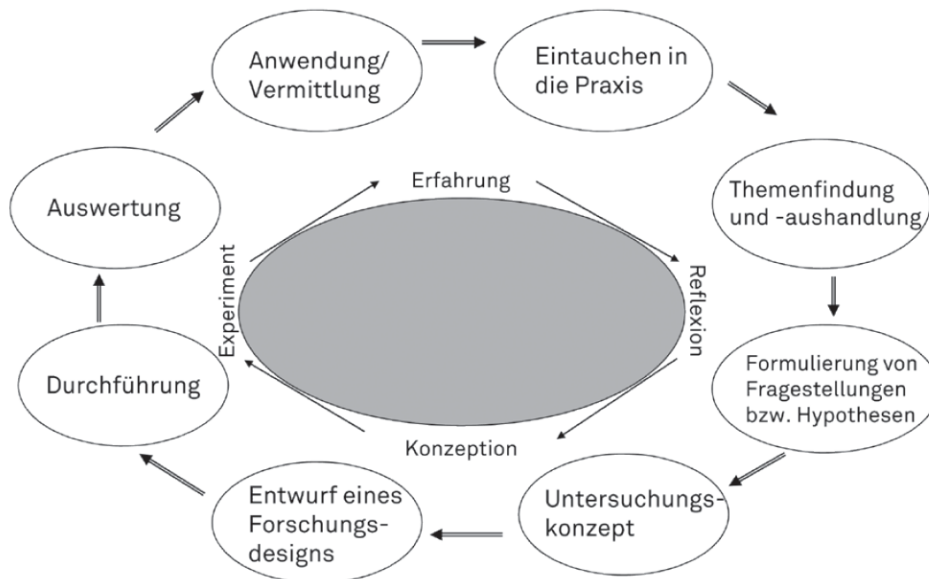 Anwendung/
Vermittlung
Eintauchen in
die Praxis
Themenfindung
und -aushandlung
Formulierung von
Fragestellungen
bzw. Hypothesen
Untersuchungs-
konzept
Entwurf eines
Forschungs-
designs
Durchführung
Auswertung
Erfahrung
Reflexion
Konzeption
Experiment